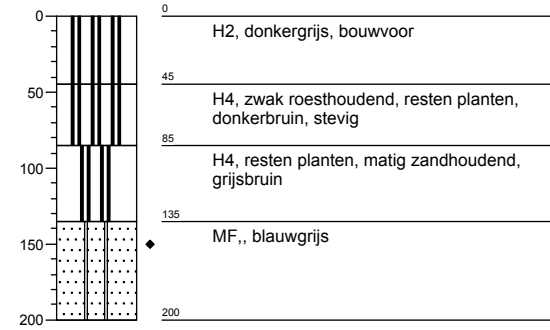 0
0
H2, donkergrijs, bouwvoor
45
50
H4, zwak roesthoudend, resten planten,
donkerbruin, stevig
85
100
H4, resten planten, matig zandhoudend,
grijsbruin
135
150
MF,, blauwgrijs
200
200